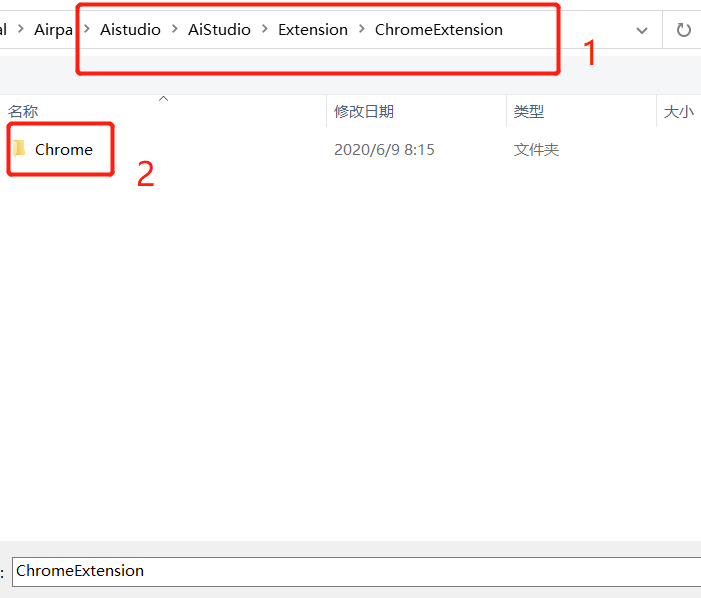 Airpa > Aistudio > AiStudio > Extension > ChromeExtension
1
名称 修改日期 类型 大小
Chrome 2020/6/9 8:15 文件夹
2
: ChromeExtension